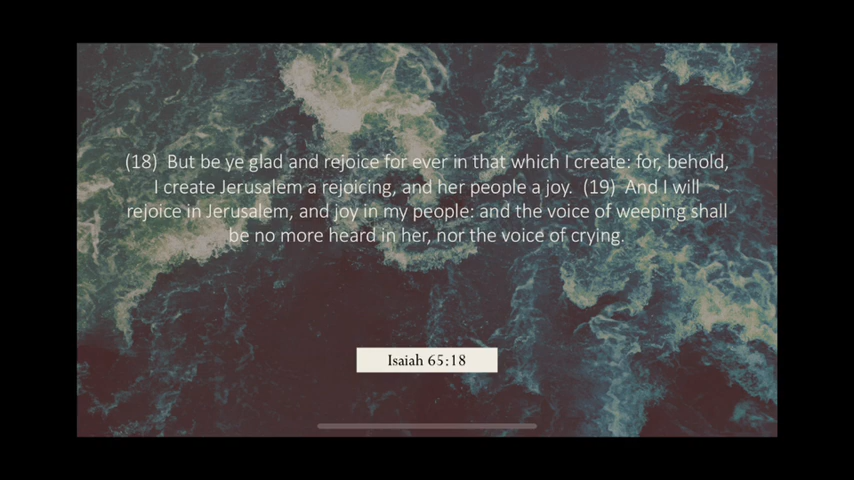 (18)  But be ye glad and rejoice for ever in that which I create: for, behold,
I create Jerusalem a rejoicing, and her people a joy.  (19)  And I will
rejoice in Jerusalem, and joy in my people: and the voice of weeping shall
be no more heard in her, nor the voice of crying.
Isaiah 65:18